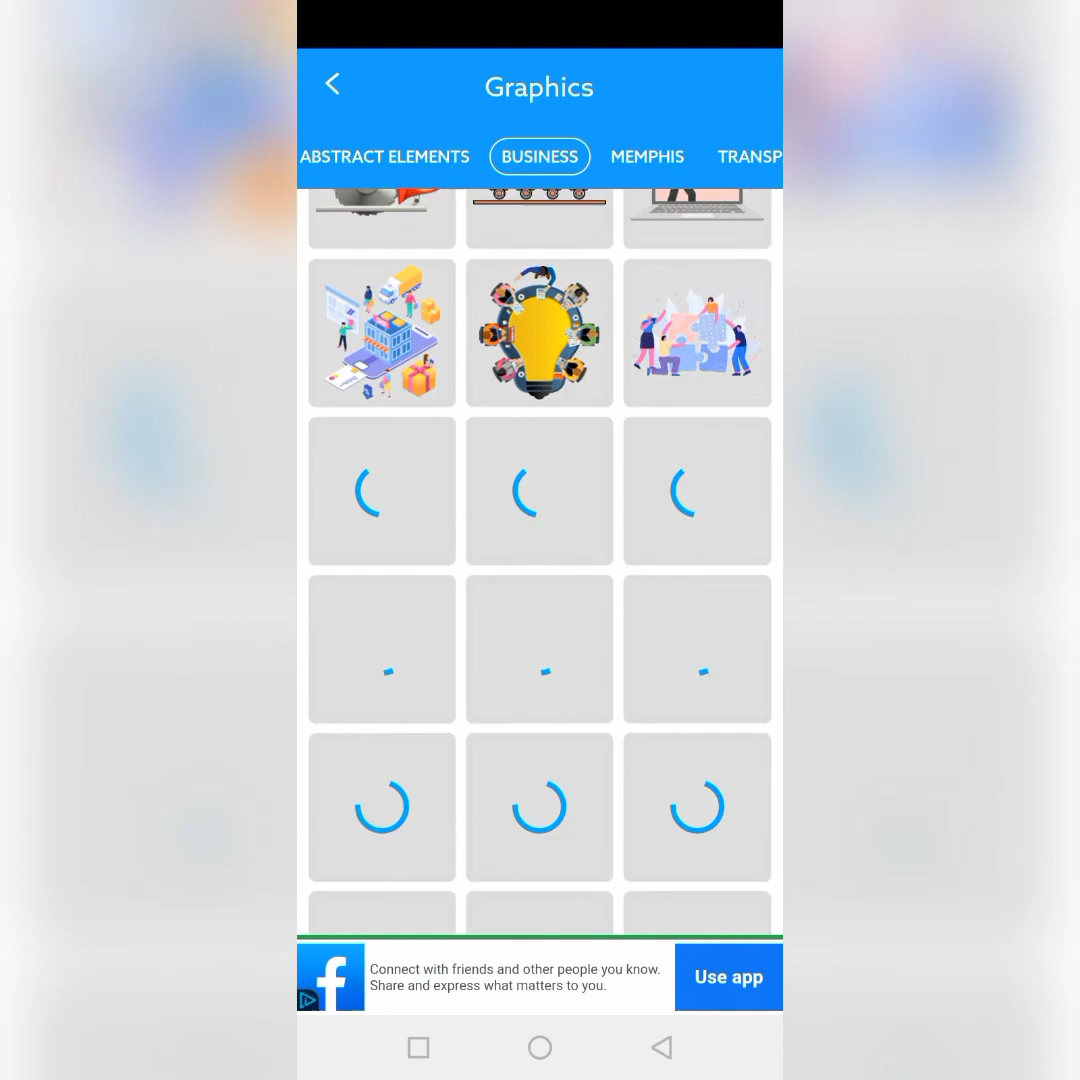 Graphics
ABSTRACT ELEMENTS
BUSINESS
MEMPHIS
TRANSP
Connect with friends and other people you know.
Share and express what matters to you.
Use app